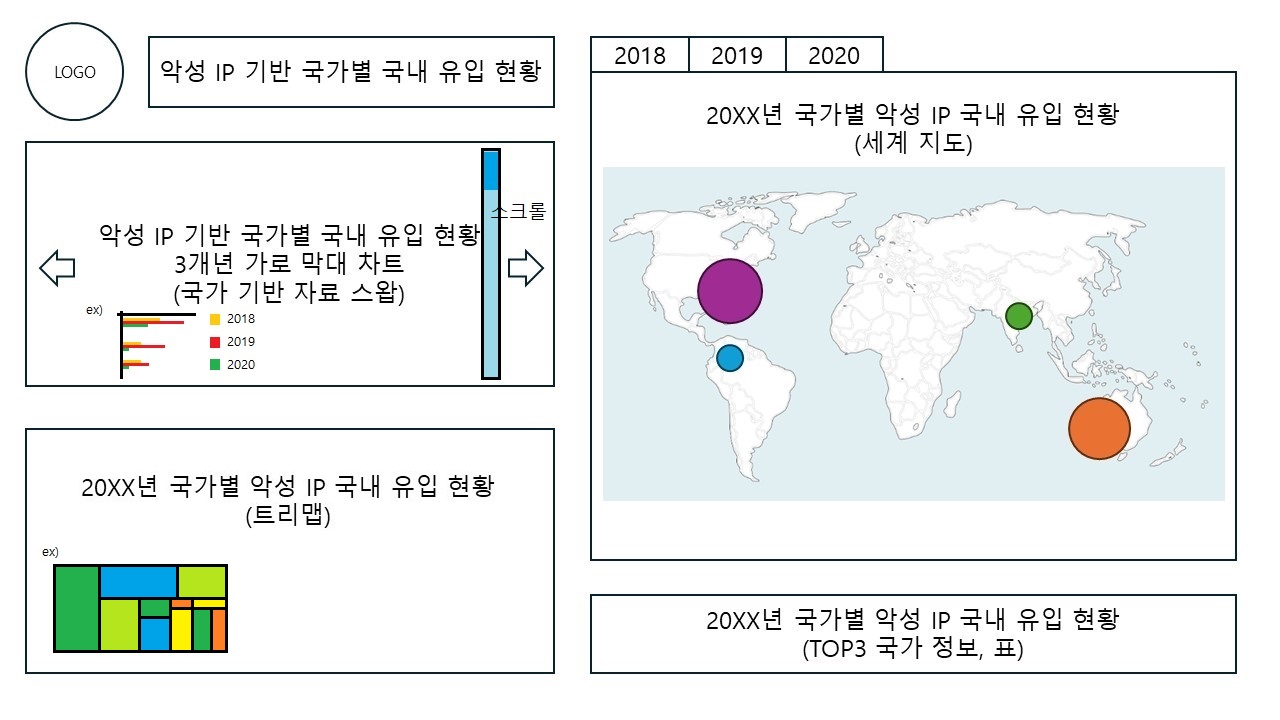 LOGO
악성 IP 기반 국가별 국내 유입 현황
스크롤
악성 IP 기반 국가별 국내 유입 현황
3개년 가로 막대 차트
(국가 기반 자료 스왑)
ex)
2018
2019
2020
20XX년 국가별 악성 IP 국내 유입 현황
(트리맵)
ex)
2018
2019
2020
20XX년 국가별 악성 IP 국내 유입 현황
(세계 지도)
20XX년 국가별 악성 IP 국내 유입 현황
(TOP3 국가 정보, 표)